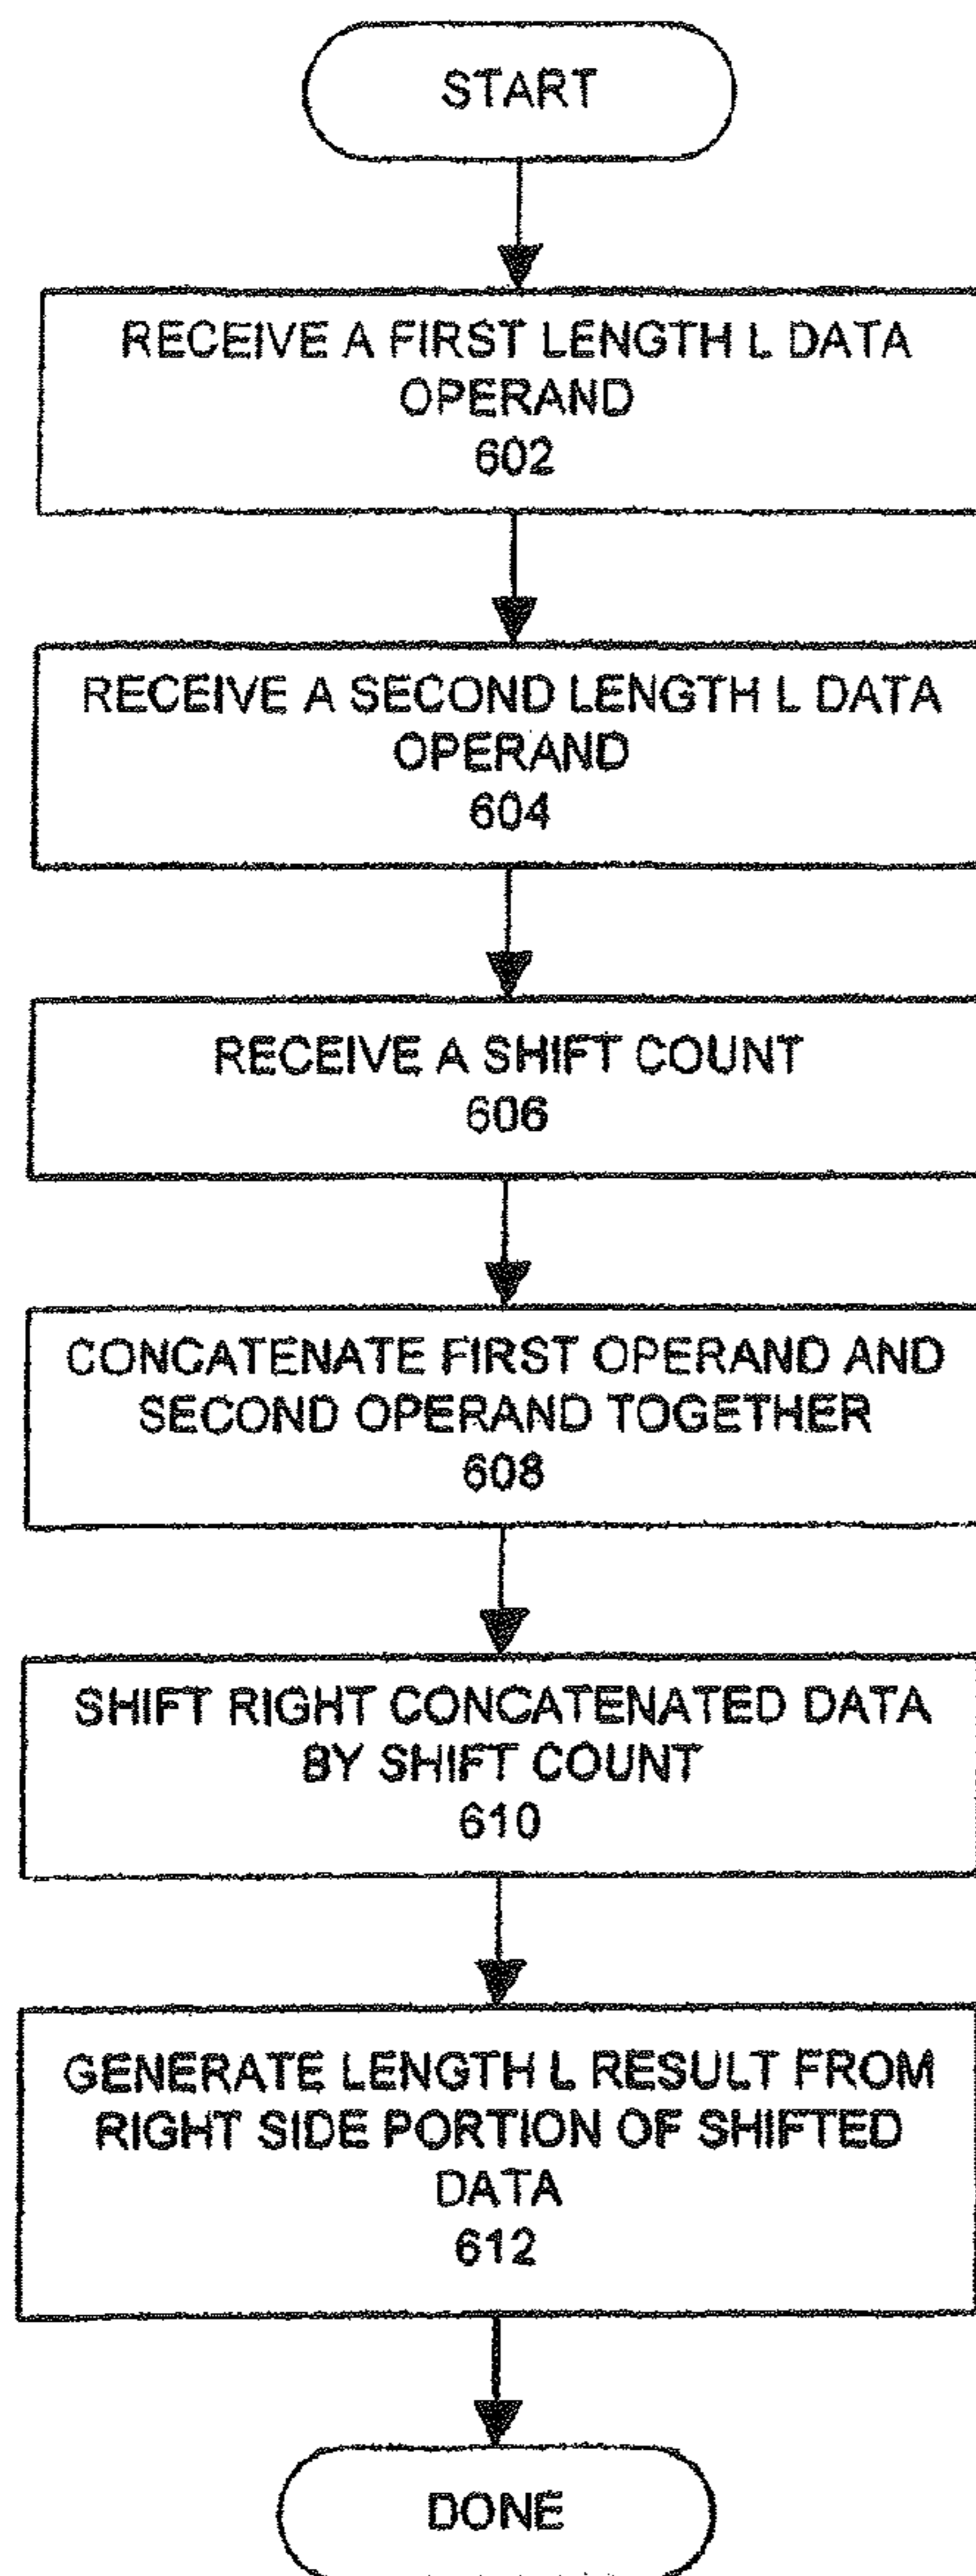 START
RECEIVE A FIRST LENGTH L DATA
OPERAND
602
RECEIVE A SECOND LENGTH L DATA
OPERAND
604
RECEIVE A SHIFT COUNT
606
CONCATENATE FIRST OPERAND AND
SECOND OPERAND TOGETHER
608
SHIFT RIGHT CONCATENATED DATA
BY SHIFT COUNT
610
GENERATE LENGTH L RESULT FROM
RIGHT SIDE PORTION OF SHIFTED
DATA
612
DONE